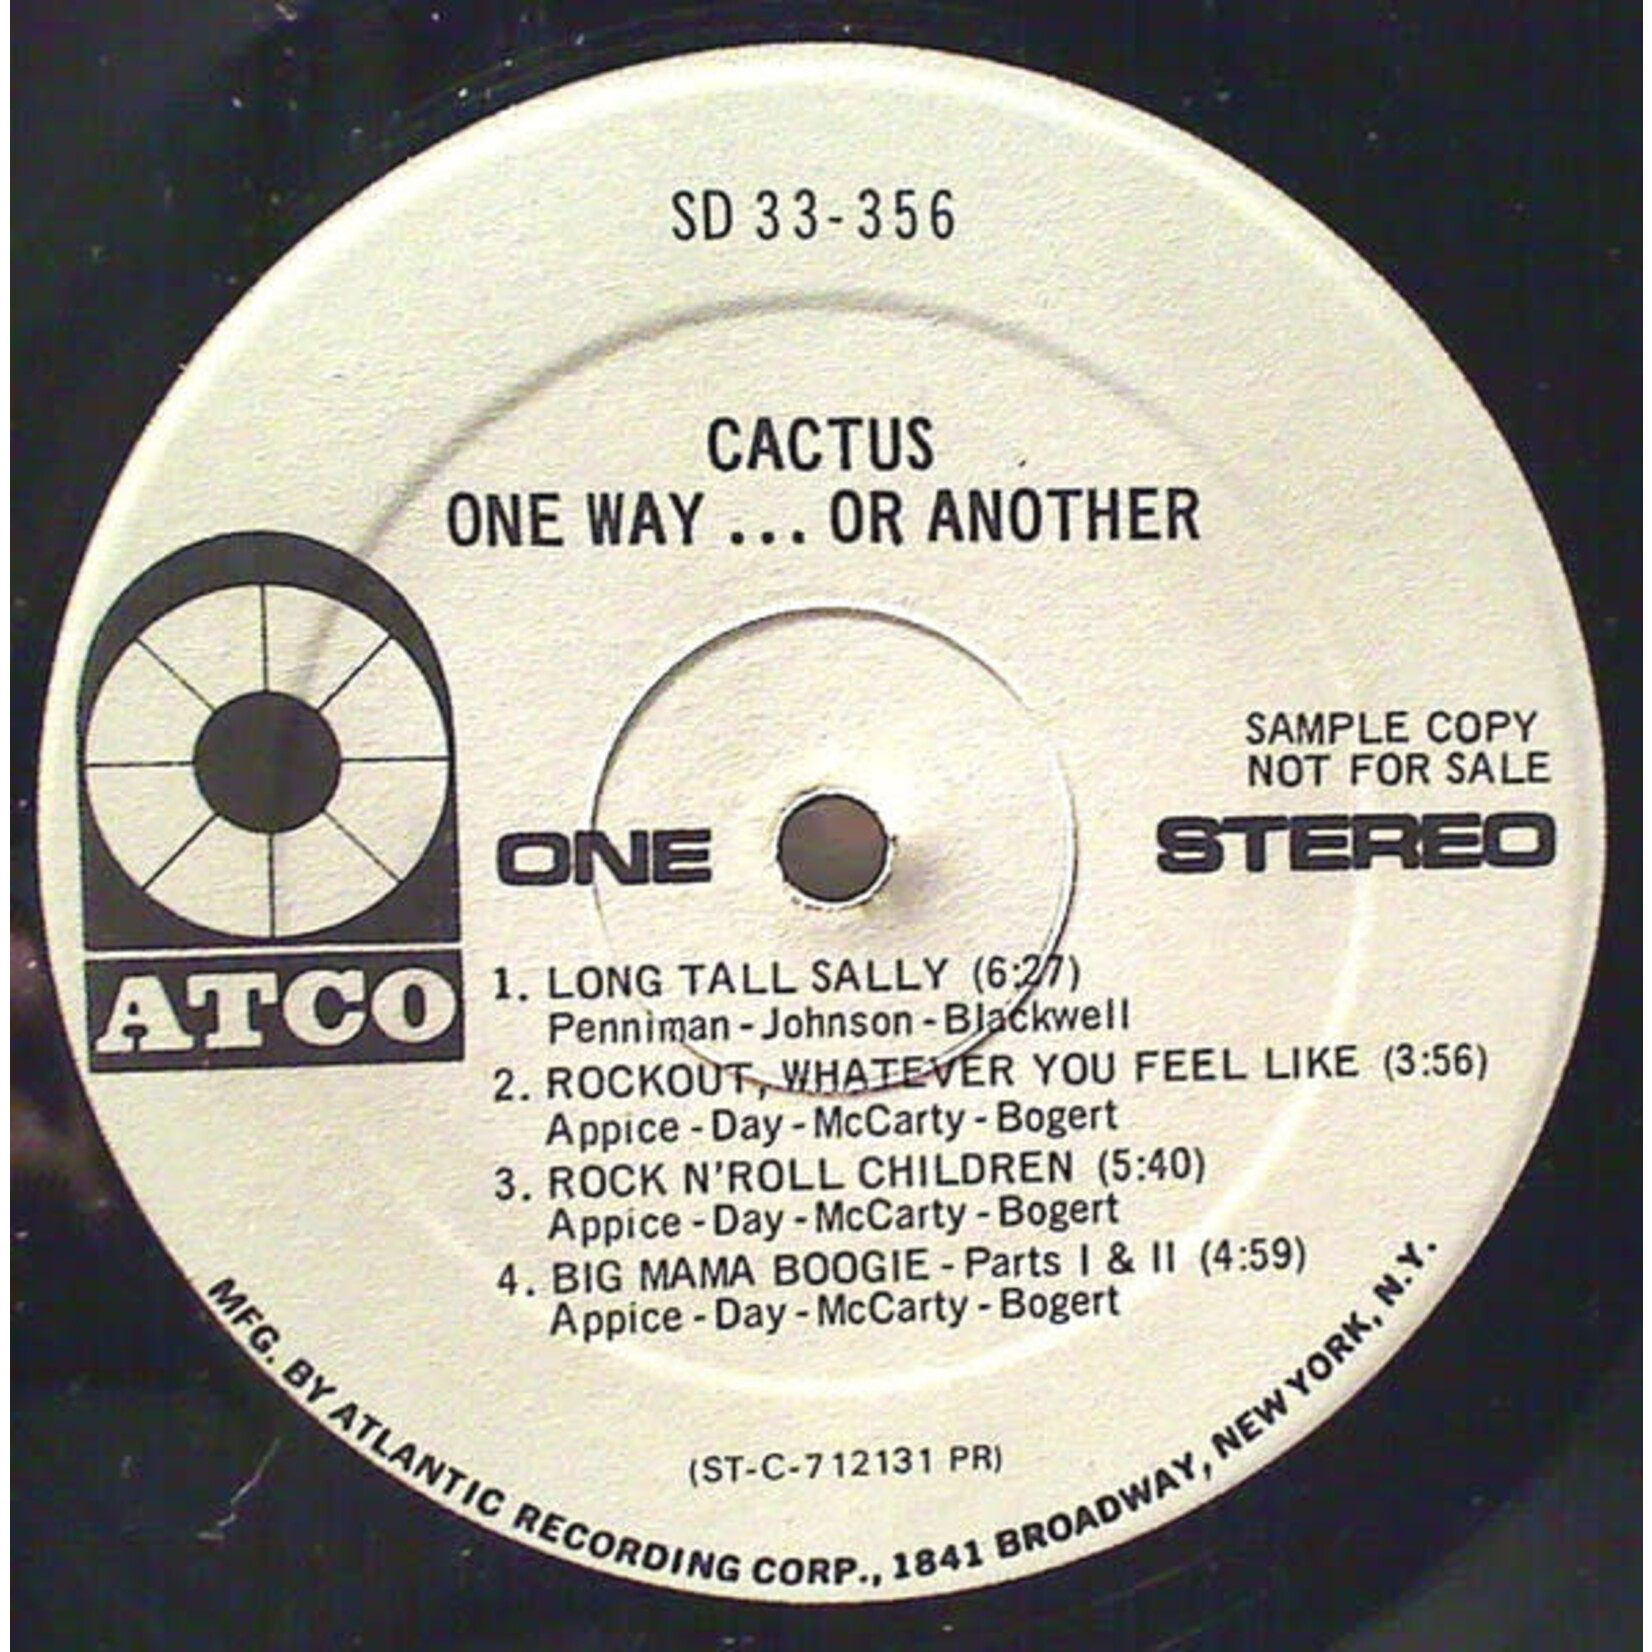 SD 33-356
CACTUS
ONE WAY ... OR ANOTHER
SAMPLE COPY
NOT FOR SALE
ONE
STEREO
ATCO
1. LONG TALL SALLY (6:27)
Penniman - Johnson - Blackwell
2. ROCKOUT, WHATEVER YOU FEEL LIKE (3:56)
Appice - Day - McCarty - Bogert
3. ROCK N'ROLL CHILDREN (5:40)
Appice - Day - McCarty - Bogert
4. BIG MAMA BOOGIE - Parts I & II (4:59)
Appice - Day - McCarty - Bogert
(ST-C-712131 PR)
MFG. BY ATLANTIC RECORDING CORP., 1841 BROADWAY, NEW YORK, N.Y.